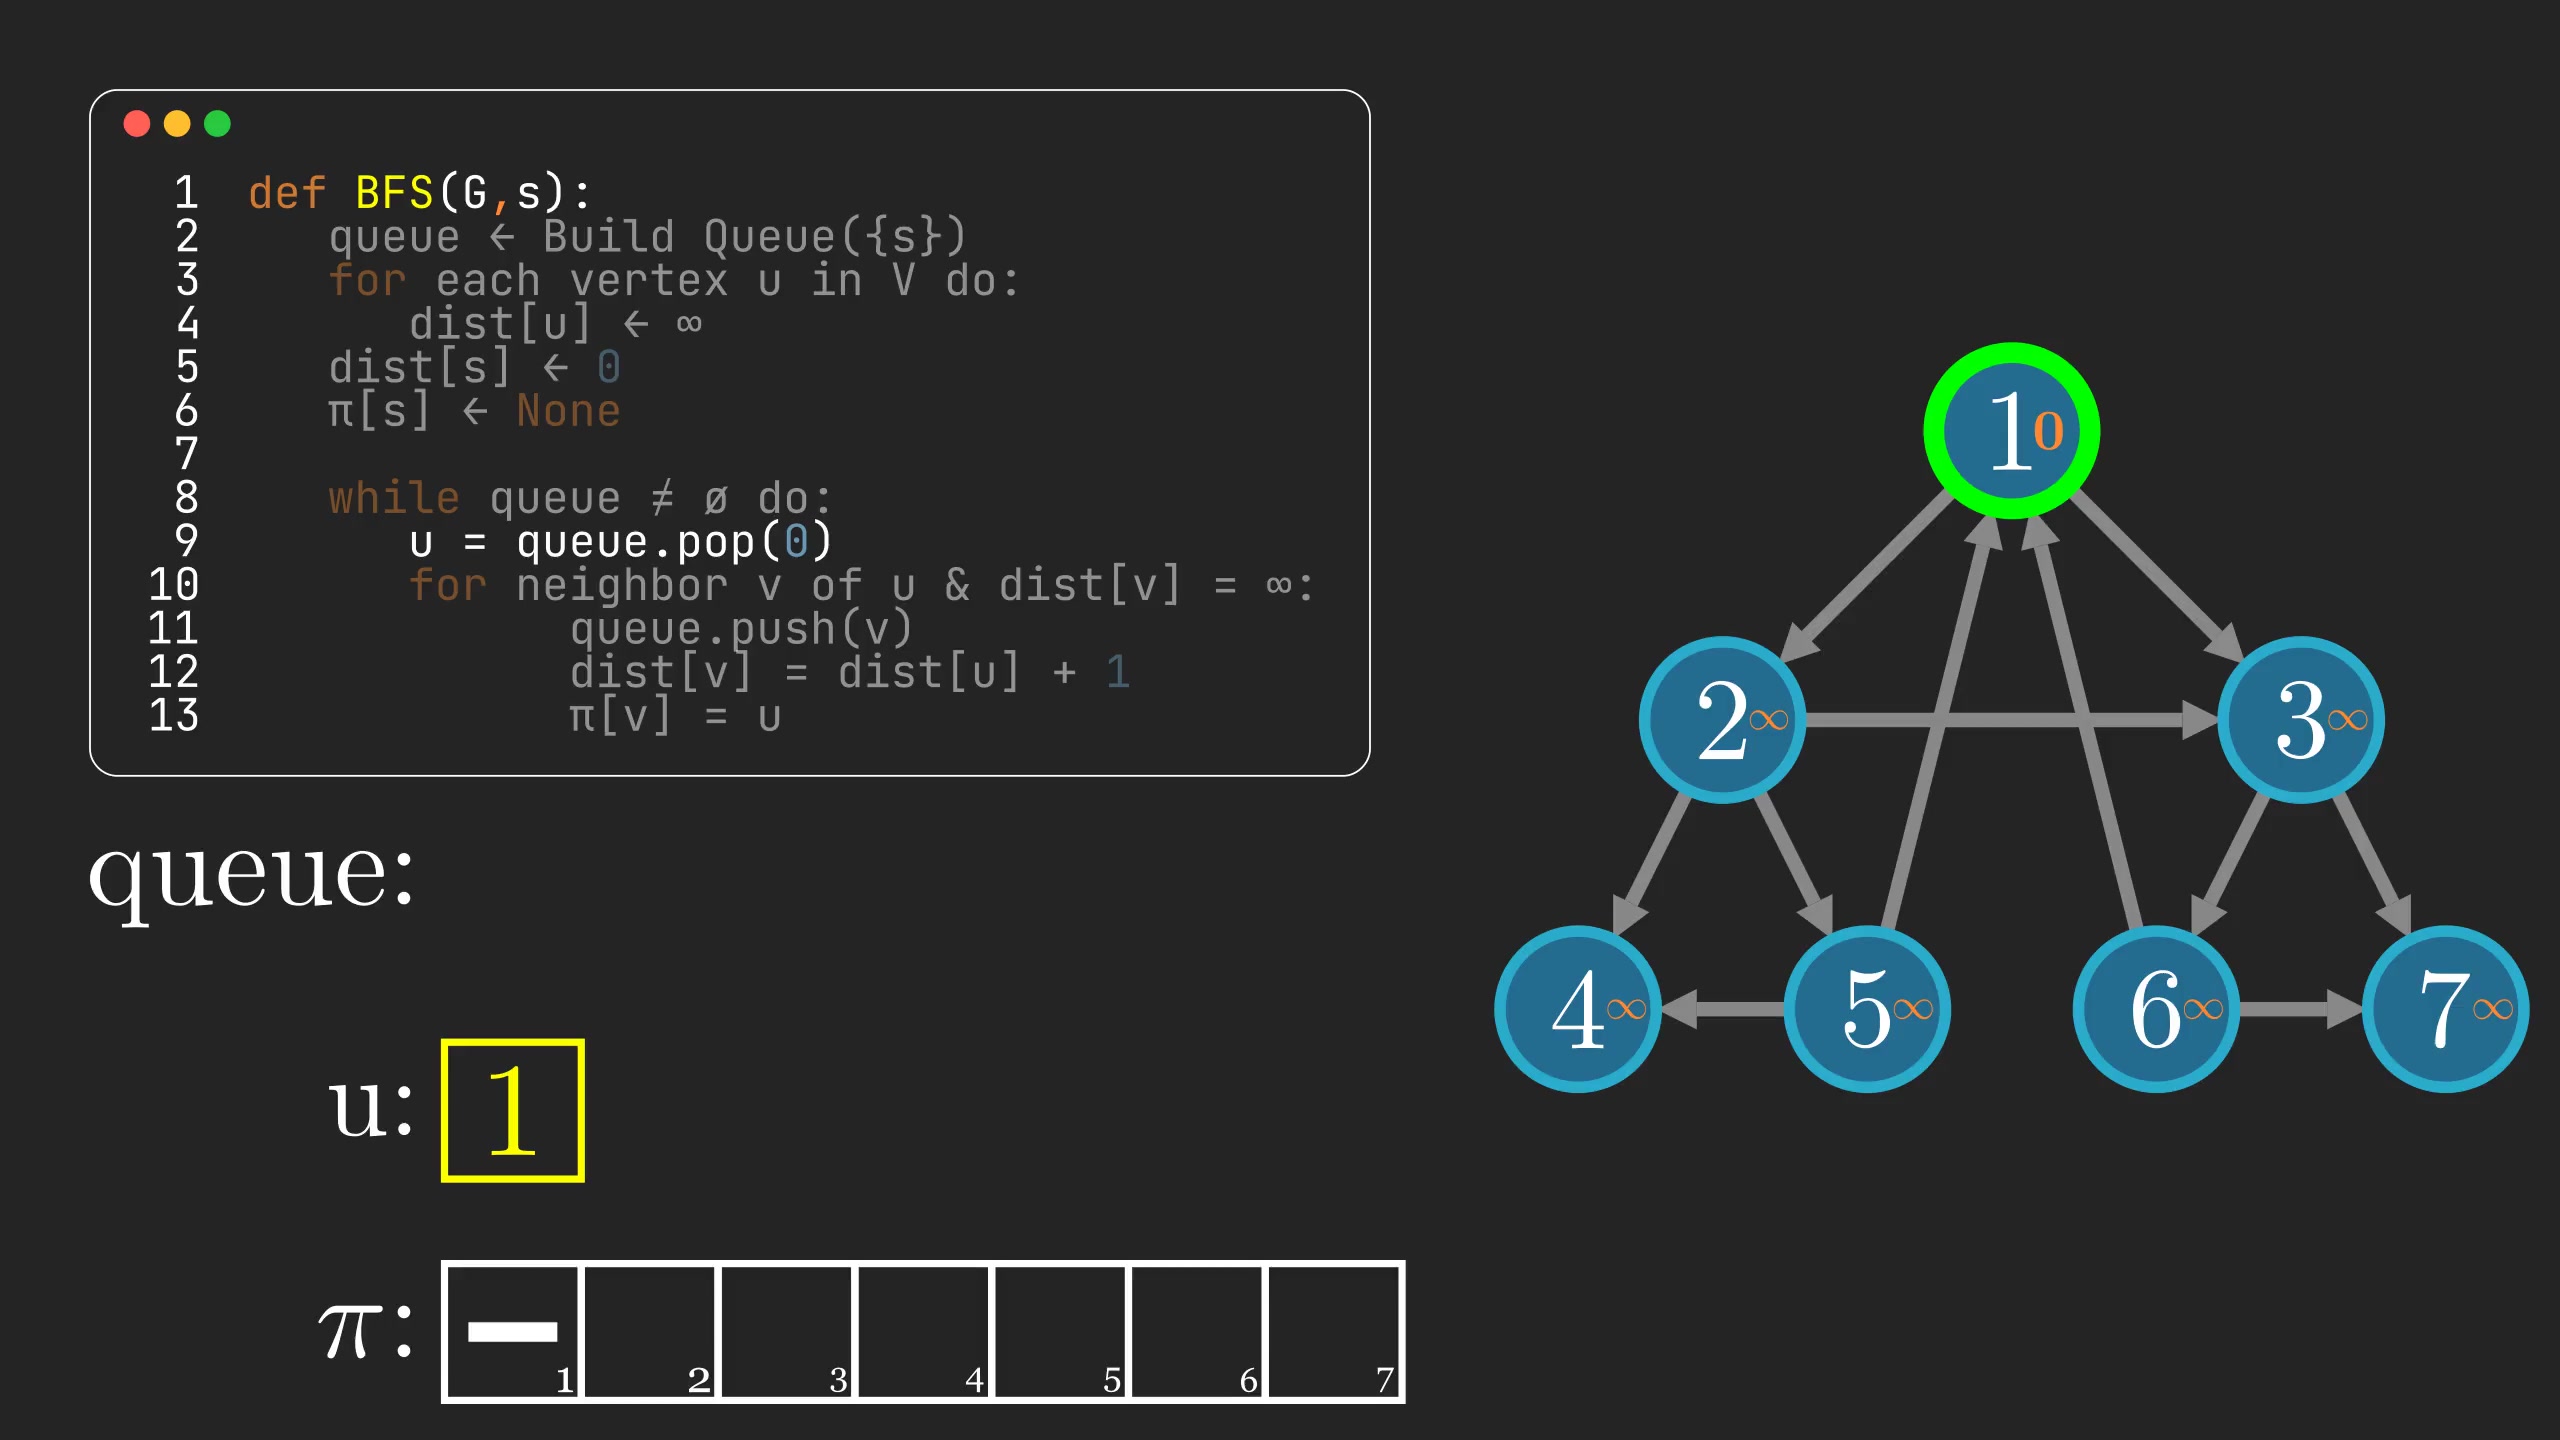 1 def BFS(G,s):
2 queue ← Build Queue({s})
3 for each vertex u in V do:
4 dist[u] ← ∞
5 dist[s] ← 0
6 π[s] ← None
7
8 while queue ≠ ø do:
9 u = queue.pop(0)
10 for neighbor v of u & dist[v] = ∞:
11 queue.push(v)
12 dist[v] = dist[u] + 1
13 π[v] = u
queue:
u: 1
π: —
1 2 3 4 5 6 7
1 0
2 ∞ 3 ∞
4 ∞ 5 ∞ 6 ∞ 7 ∞